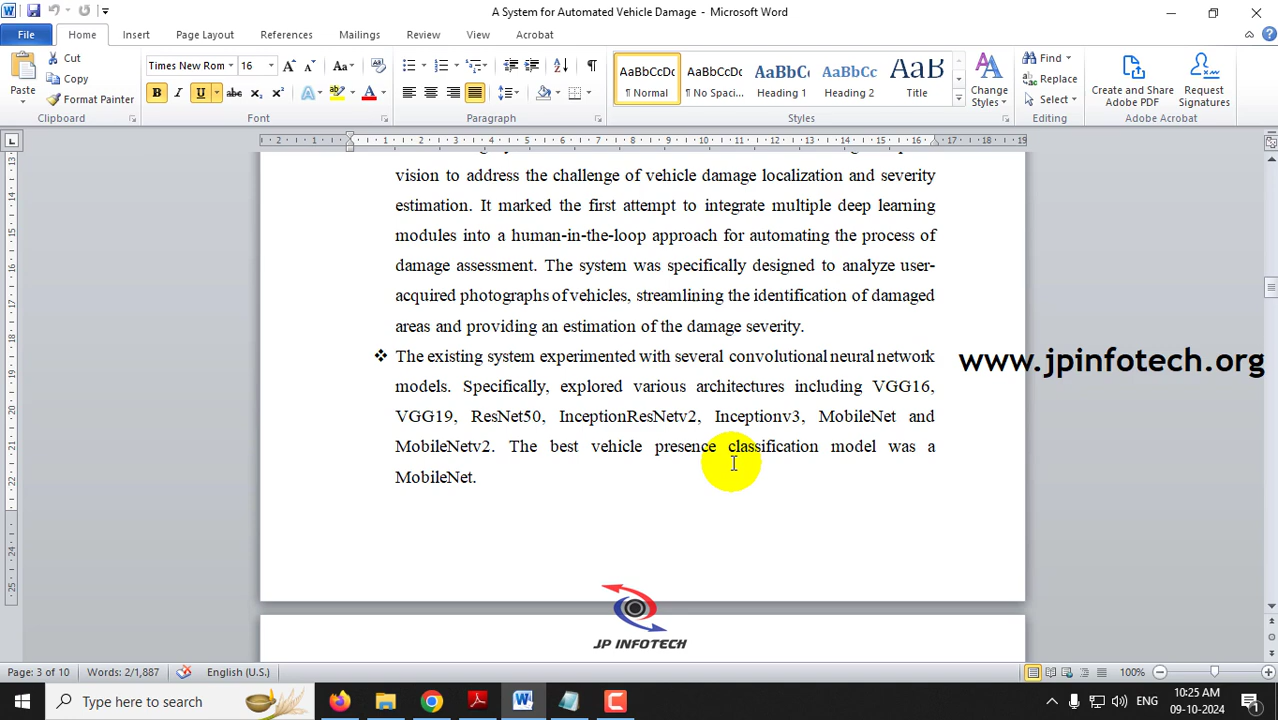 A System for Automated Vehicle Damage - Microsoft Word
File Home Insert Page Layout References Mailings Review View Acrobat
Cut
Copy
Format Painter
Paste
Times New Rom 16
Find
Replace
Select
AaBbCcDc AaBbCcDc AaBbC AaBbCc AaB
¶ Normal ¶ No Spaci... Heading 1 Heading 2 Title
Change Styles
Create and Share Adobe PDF
Request Signatures
Clipboard Font Paragraph Styles Editing Adobe Acrobat
vision to address the challenge of vehicle damage localization and severity
estimation. It marked the first attempt to integrate multiple deep learning
modules into a human-in-the-loop approach for automating the process of
damage assessment. The system was specifically designed to analyze user-
acquired photographs of vehicles, streamlining the identification of damaged
areas and providing an estimation of the damage severity.
❖ The existing system experimented with several convolutional neural network
models. Specifically, explored various architectures including VGG16,
VGG19, ResNet50, InceptionResNetv2, Inceptionv3, MobileNet and
MobileNetv2. The best vehicle presence classification model was a
MobileNet.
www.jpinfotech.org
JP INFOTECH
Page: 3 of 10 Words: 2/1,887 English (U.S.) 100%
Type here to search
ENG
10:25 AM
09-10-2024